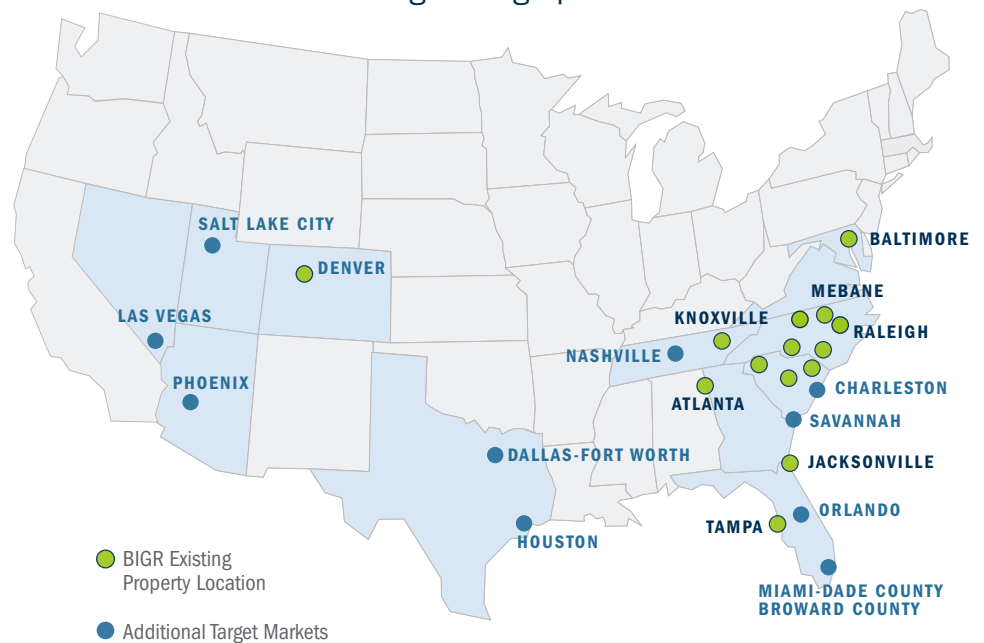 SALT LAKE CITY
DENVER
LAS VEGAS
PHOENIX
BALTIMORE
MEBANE
KNOXVILLE
RALEIGH
NASHVILLE
ATLANTA
CHARLESTON
SAVANNAH
DALLAS-FORT WORTH
JACKSONVILLE
ORLANDO
TAMPA
HOUSTON
MIAMI-DADE COUNTY
BROWARD COUNTY
BIGR Existing
Property Location
Additional Target Markets